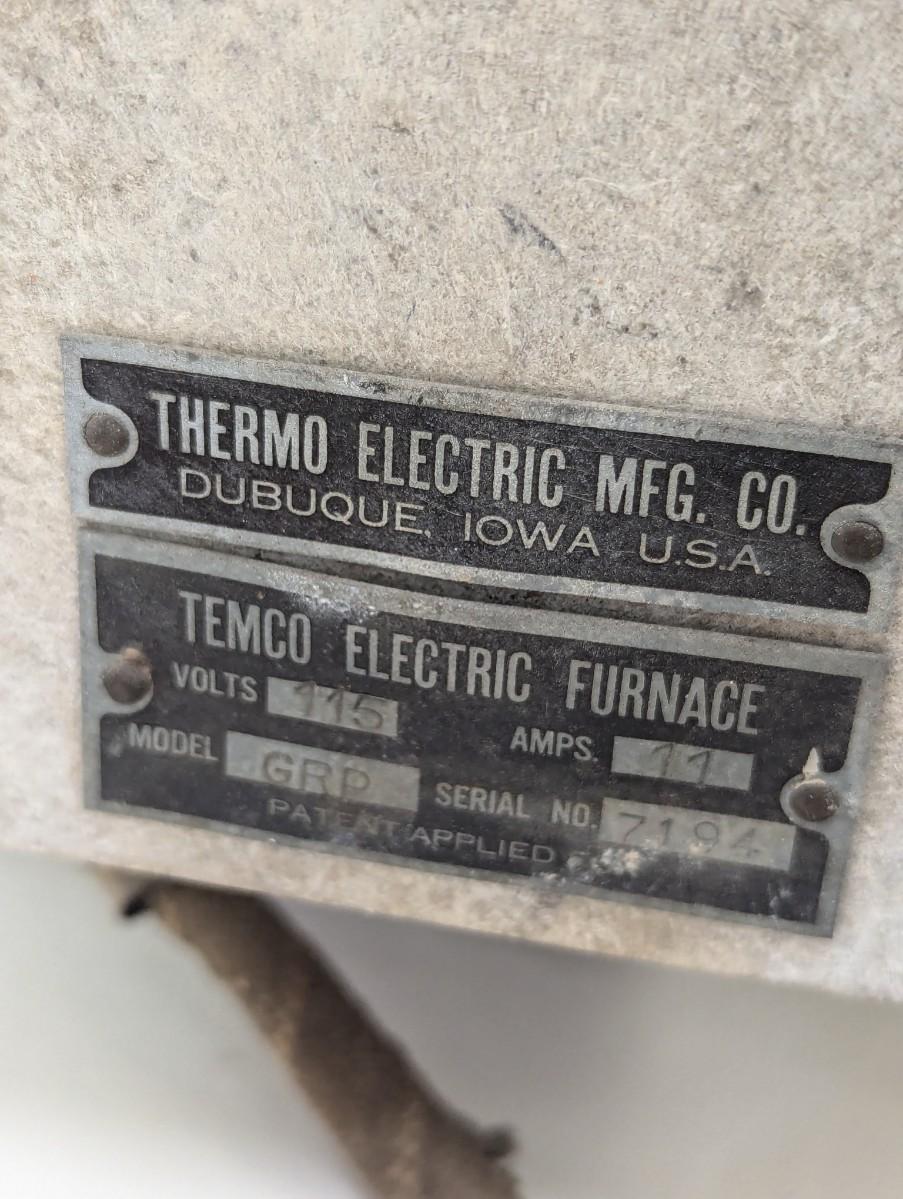 THERMO ELECTRIC MFG. CO.
DUBUQUE, IOWA U.S.A.
TEMCO ELECTRIC FURNACE
VOLTS 115 AMPS. 11
MODEL GRP SERIAL NO. 7194
PATENT APPLIED